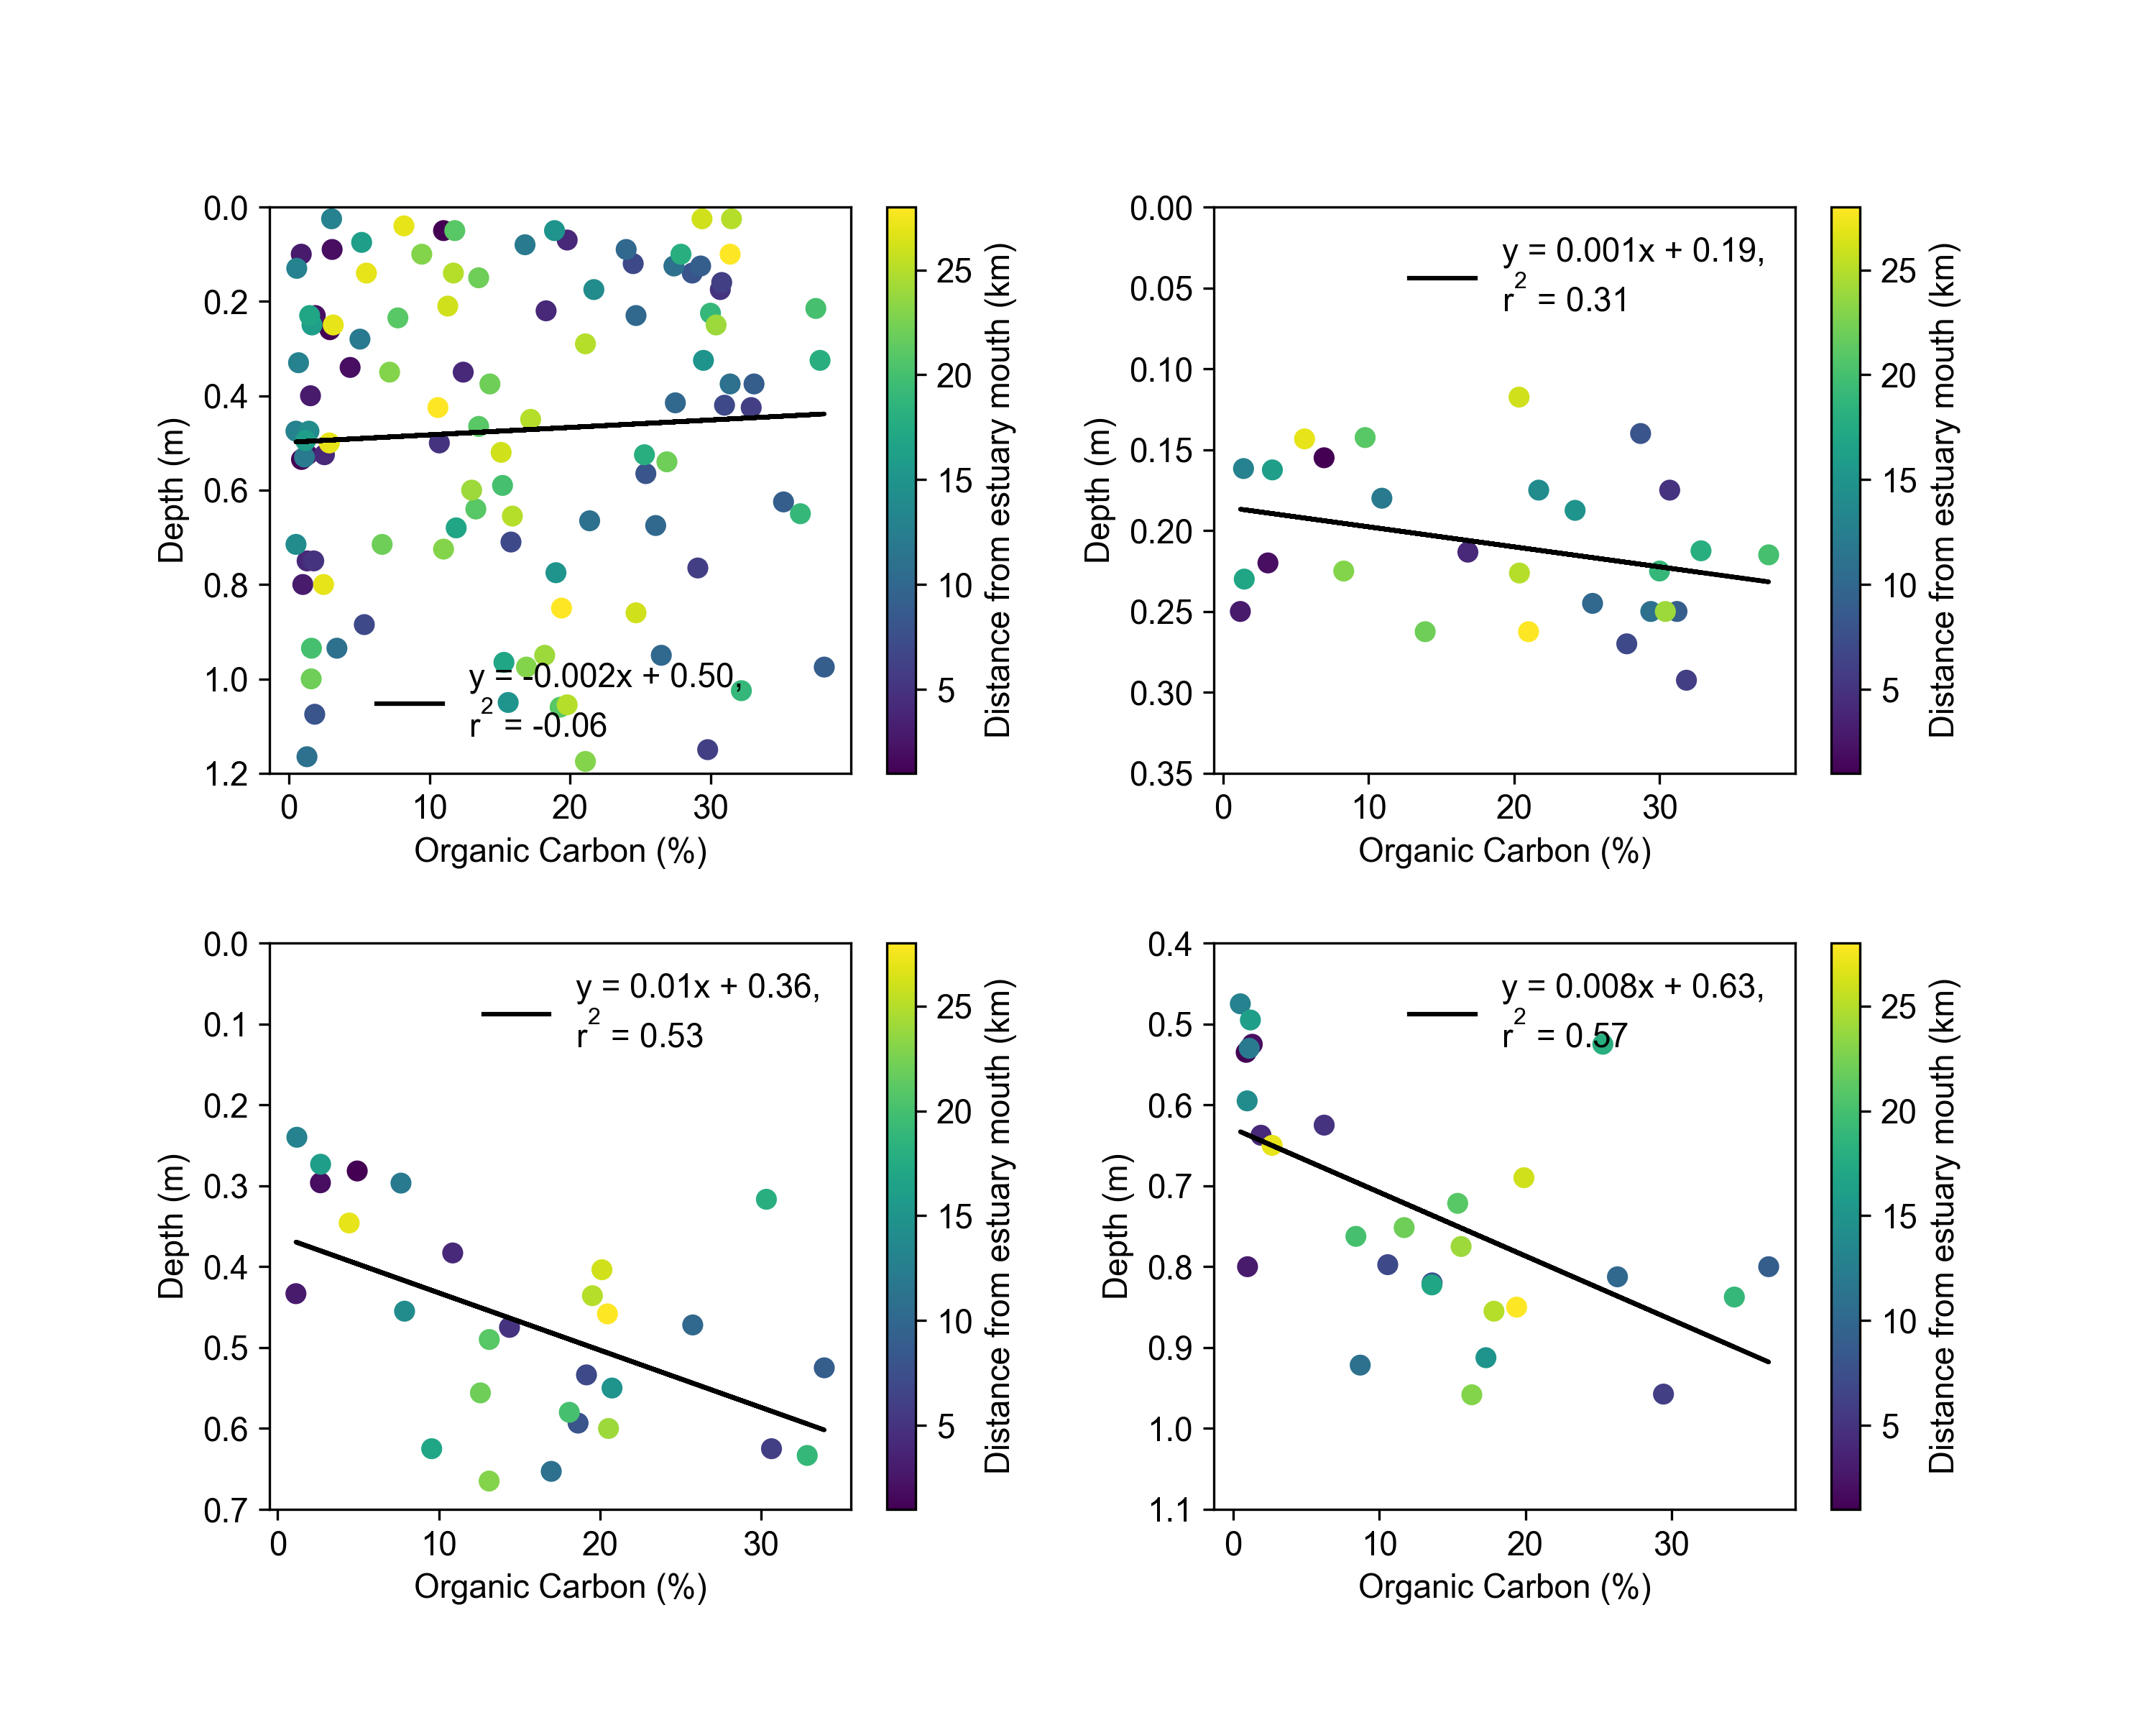 0.0
0.2
0.4
0.6
0.8
1.0
1.2
Depth (m)
0 10 20 30
Organic Carbon (%)
y = -0.002x + 0.50,
r² = -0.06
25
20
15
10
5
Distance from estuary mouth (km)
0.00
0.05
0.10
0.15
0.20
0.25
0.30
0.35
Depth (m)
0 10 20 30
Organic Carbon (%)
y = 0.001x + 0.19,
r² = 0.31
25
20
15
10
5
Distance from estuary mouth (km)
0.0
0.1
0.2
0.3
0.4
0.5
0.6
0.7
Depth (m)
0 10 20 30
Organic Carbon (%)
y = 0.01x + 0.36,
r² = 0.53
25
20
15
10
5
Distance from estuary mouth (km)
0.4
0.5
0.6
0.7
0.8
0.9
1.0
1.1
Depth (m)
0 10 20 30
Organic Carbon (%)
y = 0.008x + 0.63,
r² = 0.57
25
20
15
10
5
Distance from estuary mouth (km)